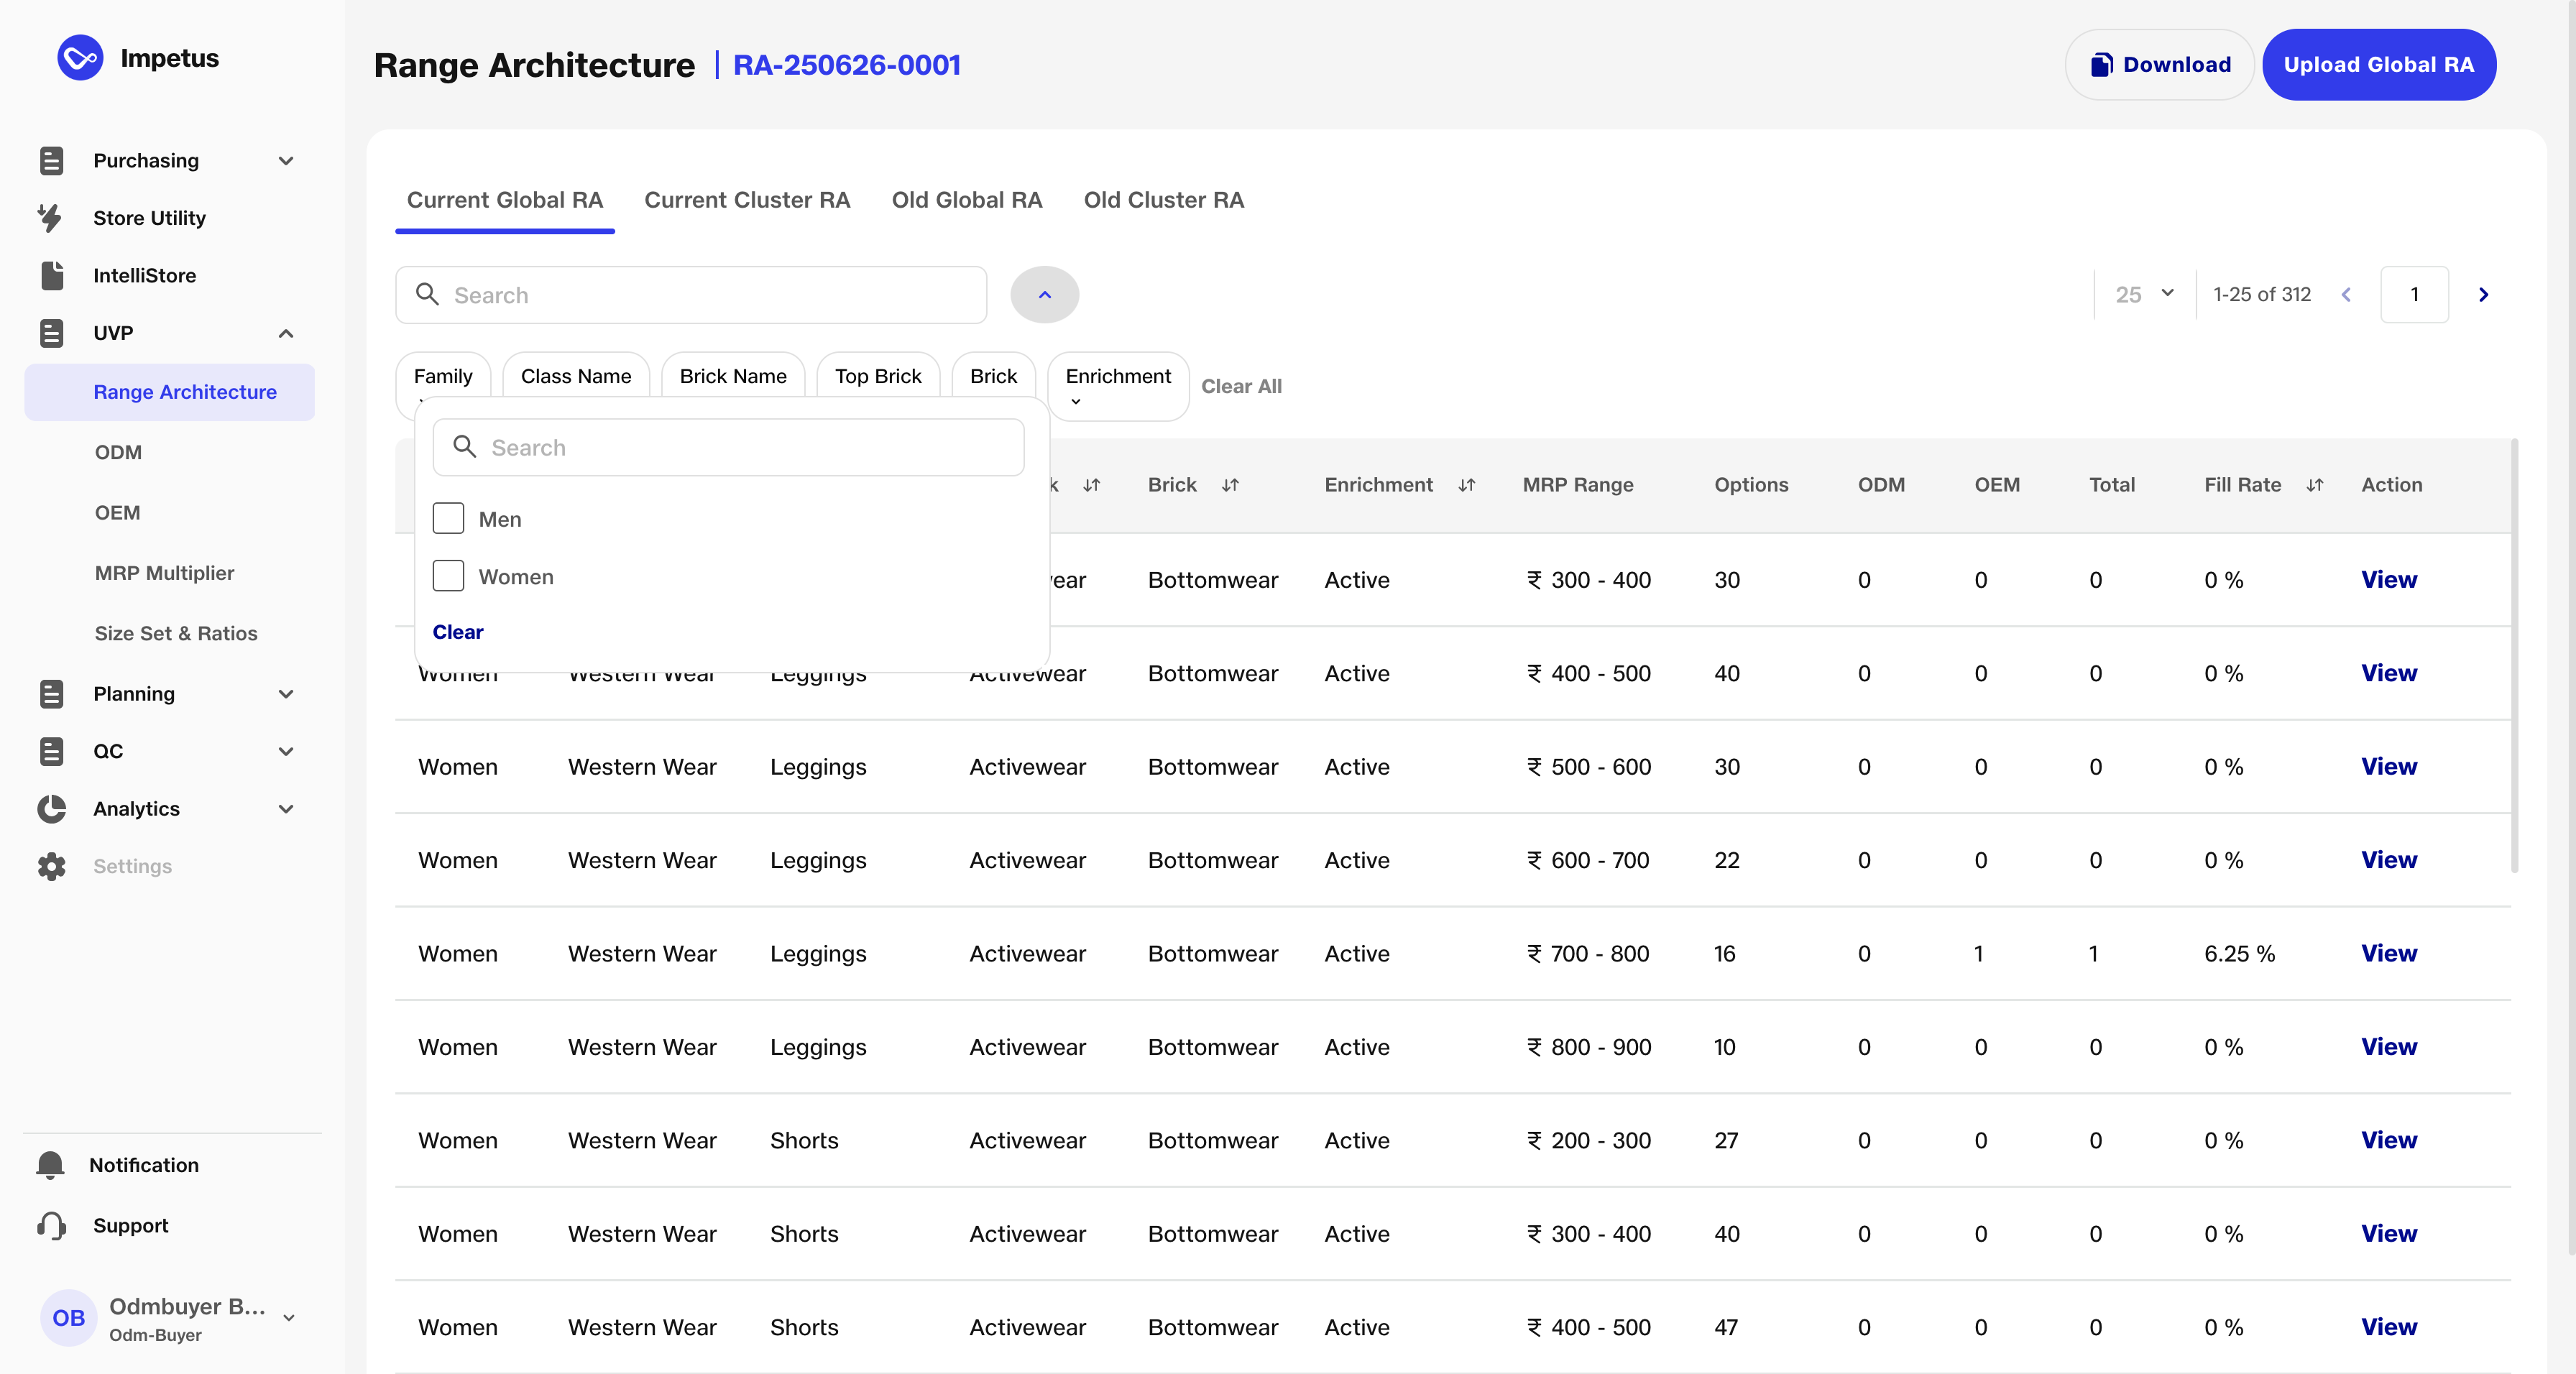 Impetus
Purchasing
Store Utility
IntelliStore
UVP
Range Architecture
ODM
OEM
MRP Multiplier
Size Set & Ratios
Planning
QC
Analytics
Settings
Notification
Support
OB
Odmbuyer B...
Odm-Buyer
Range Architecture | RA-250626-0001
Download
Upload Global RA
Current Global RA Current Cluster RA Old Global RA Old Cluster RA
Search
25 1-25 of 312 1
Family Class Name Brick Name Top Brick Brick Enrichment Clear All
Search
Men
Women
Clear
k Brick Enrichment MRP Range Options ODM OEM Total Fill Rate Action
ear Bottomwear Active ₹ 300 - 400 30 0 0 0 0 % View
Women Western Wear Leggings Activewear Bottomwear Active ₹ 400 - 500 40 0 0 0 0 % View
Women Western Wear Leggings Activewear Bottomwear Active ₹ 500 - 600 30 0 0 0 0 % View
Women Western Wear Leggings Activewear Bottomwear Active ₹ 600 - 700 22 0 0 0 0 % View
Women Western Wear Leggings Activewear Bottomwear Active ₹ 700 - 800 16 0 1 1 6.25 % View
Women Western Wear Leggings Activewear Bottomwear Active ₹ 800 - 900 10 0 0 0 0 % View
Women Western Wear Shorts Activewear Bottomwear Active ₹ 200 - 300 27 0 0 0 0 % View
Women Western Wear Shorts Activewear Bottomwear Active ₹ 300 - 400 40 0 0 0 0 % View
Women Western Wear Shorts Activewear Bottomwear Active ₹ 400 - 500 47 0 0 0 0 % View